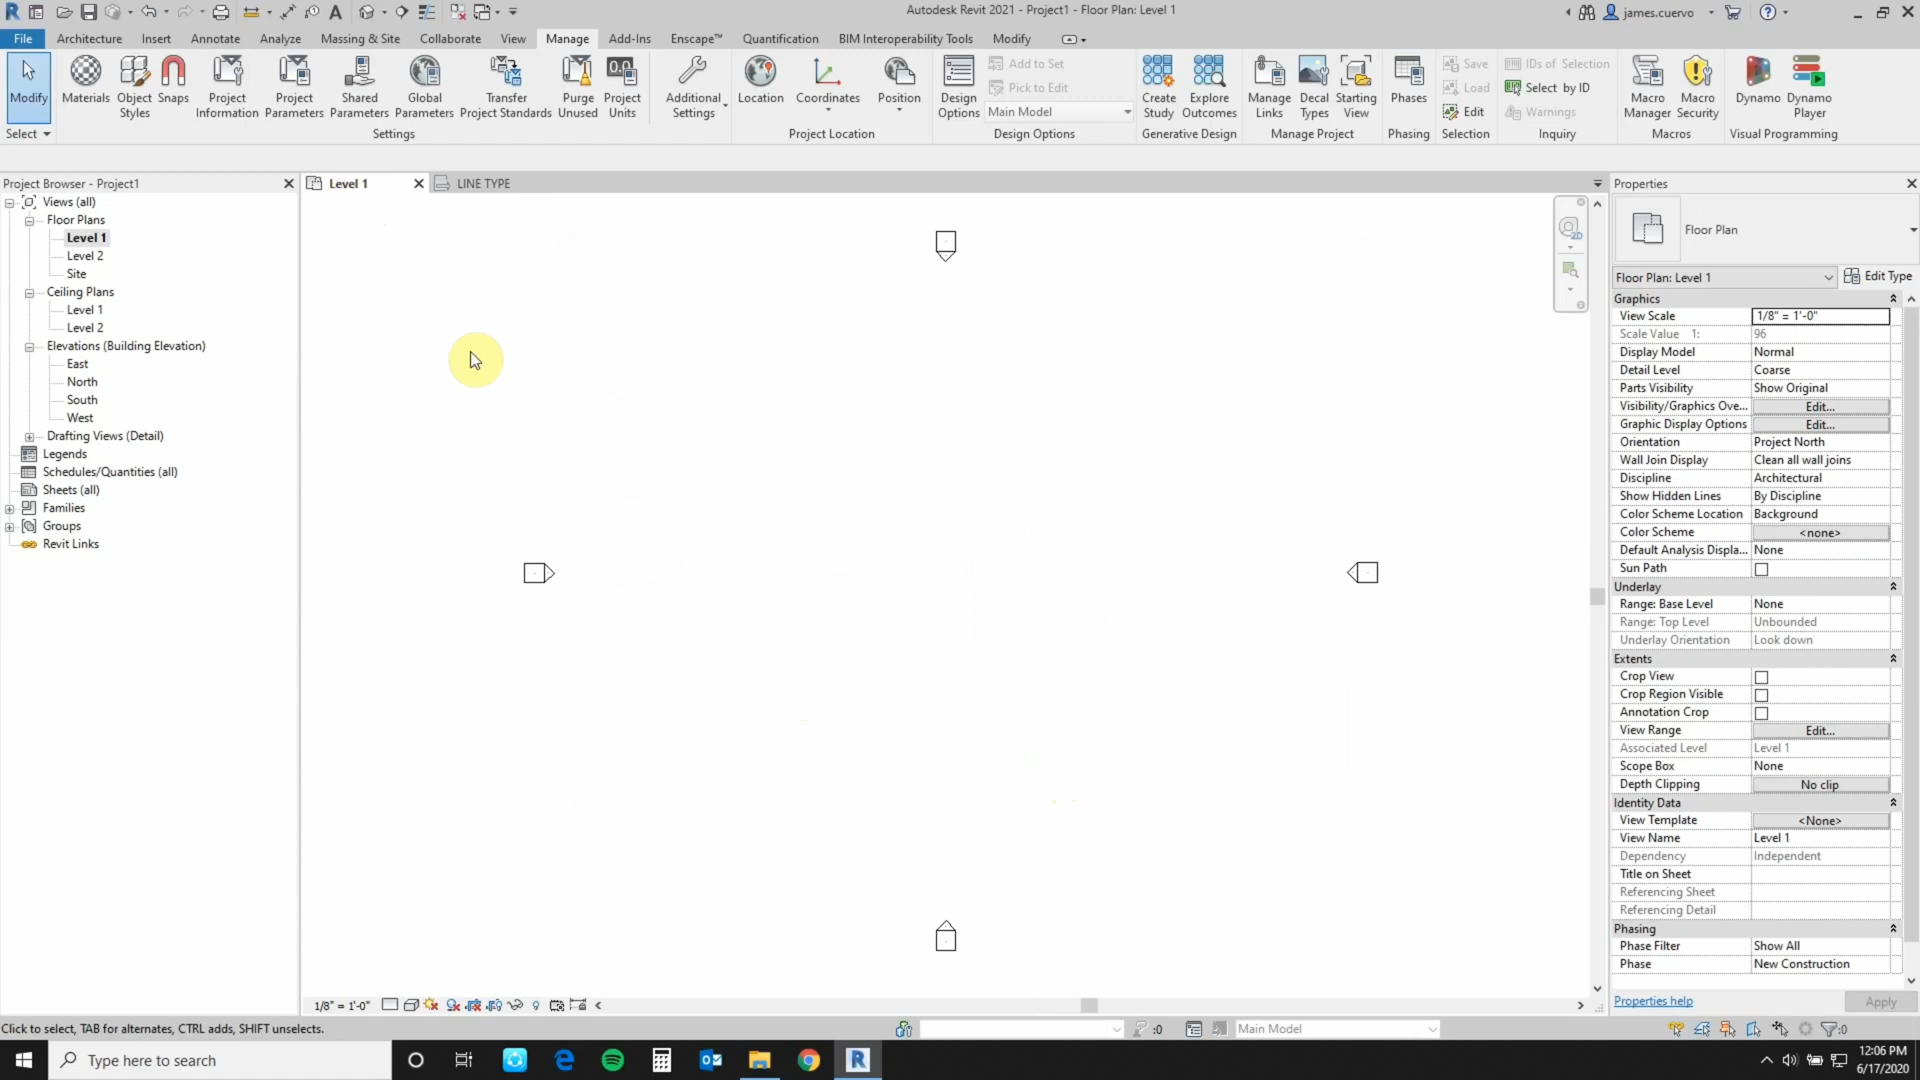 Autodesk Revit 2021 - Project1 - Floor Plan: Level 1
james.cuervo
File Architecture Insert Annotate Analyze Massing & Site Collaborate View Manage Add-Ins Enscape™ Quantification BIM Interoperability Tools Modify
Modify
Select
Materials
Object Styles
Snaps
Project Information
Project Parameters
Shared Parameters
Global Parameters
Transfer Project Standards
Purge Unused
Project Units
Settings
Additional Settings
Location
Coordinates
Position
Project Location
Design Options
Add to Set
Pick to Edit
Main Model
Design Options
Create Study
Explore Outcomes
Generative Design
Manage Links
Decal Types
Starting View
Manage Project
Phases
Phasing
Save
Load
Edit
Selection
IDs of Selection
Select by ID
Warnings
Inquiry
Macro Manager
Macro Security
Macros
Dynamo
Dynamo Player
Visual Programming
Project Browser - Project1
Views (all)
Floor Plans
Level 1
Level 2
Site
Ceiling Plans
Level 1
Level 2
Elevations (Building Elevation)
East
North
South
West
Drafting Views (Detail)
Legends
Schedules/Quantities (all)
Sheets (all)
Families
Groups
Revit Links
Level 1
LINE TYPE
2D
Properties
Floor Plan
Floor Plan: Level 1
Edit Type
Graphics
View Scale 1/8" = 1'-0"
Scale Value 1: 96
Display Model Normal
Detail Level Coarse
Parts Visibility Show Original
Visibility/Graphics Ove... Edit...
Graphic Display Options Edit...
Orientation Project North
Wall Join Display Clean all wall joins
Discipline Architectural
Show Hidden Lines By Discipline
Color Scheme Location Background
Color Scheme <none>
Default Analysis Displa... None
Sun Path
Underlay
Range: Base Level None
Range: Top Level Unbounded
Underlay Orientation Look down
Extents
Crop View
Crop Region Visible
Annotation Crop
View Range Edit...
Associated Level Level 1
Scope Box None
Depth Clipping No clip
Identity Data
View Template <None>
View Name Level 1
Dependency Independent
Title on Sheet
Referencing Sheet
Referencing Detail
Phasing
Phase Filter Show All
Phase New Construction
Properties help
Apply
1/8" = 1'-0"
Click to select, TAB for alternates, CTRL adds, SHIFT unselects.
:0
Main Model
:0
Type here to search
12:06 PM
6/17/2020